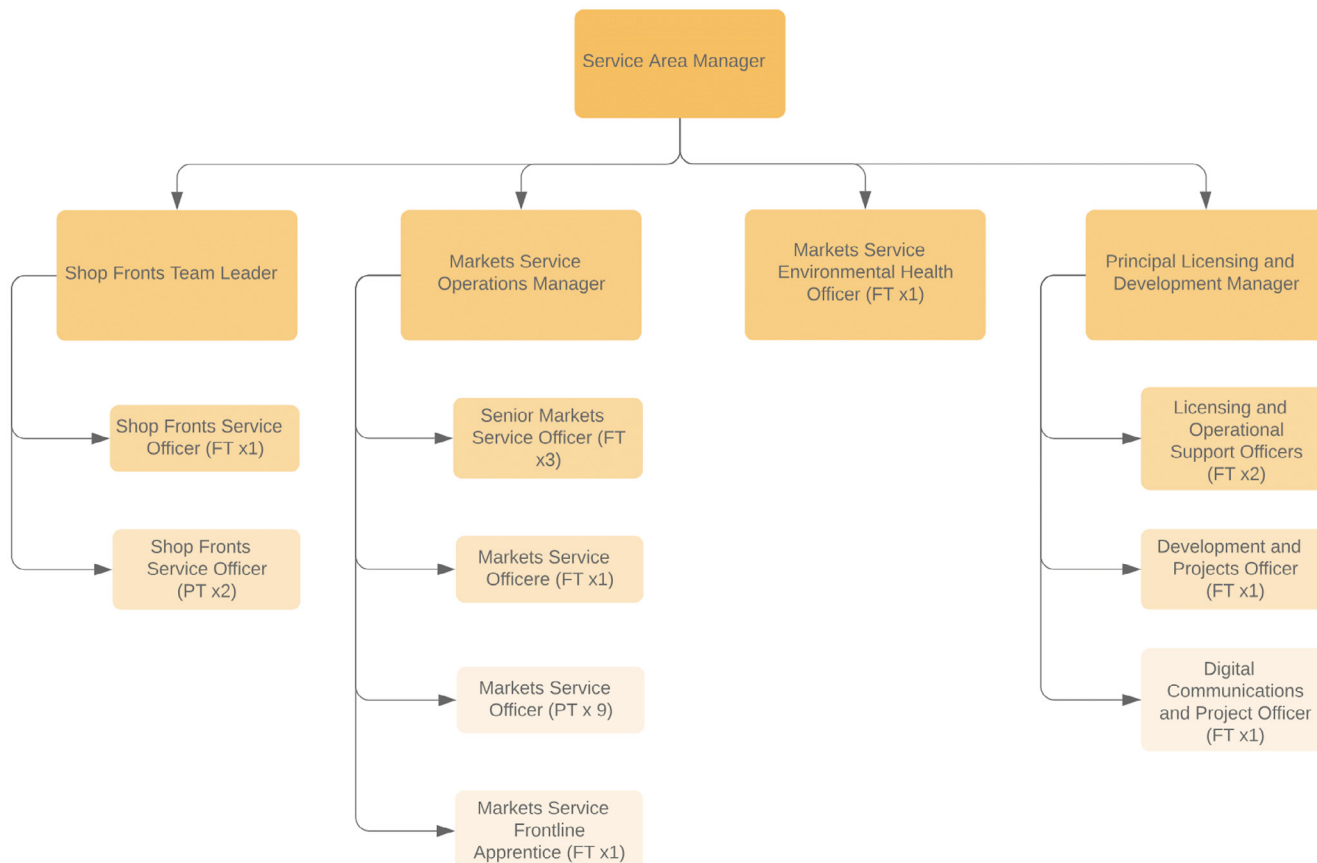 Service Area Manager
Shop Fronts Team Leader
Markets Service
Operations Manager
Markets Service
Environmental Health
Officer (FT x1)
Principal Licensing and
Development Manager
Shop Fronts Service
Officer (FT x1)
Shop Fronts
Service Officer
(PT x2)
Senior Markets
Service Officer (FT
x3)
Markets Service
Officere (FT x1)
Markets Service
Officer (PT x 9)
Markets Service
Frontline
Apprentice (FT x1)
Licensing and
Operational
Support Officers
(FT x2)
Development and
Projects Officer
(FT x1)
Digital
Communications
and Project Officer
(FT x1)